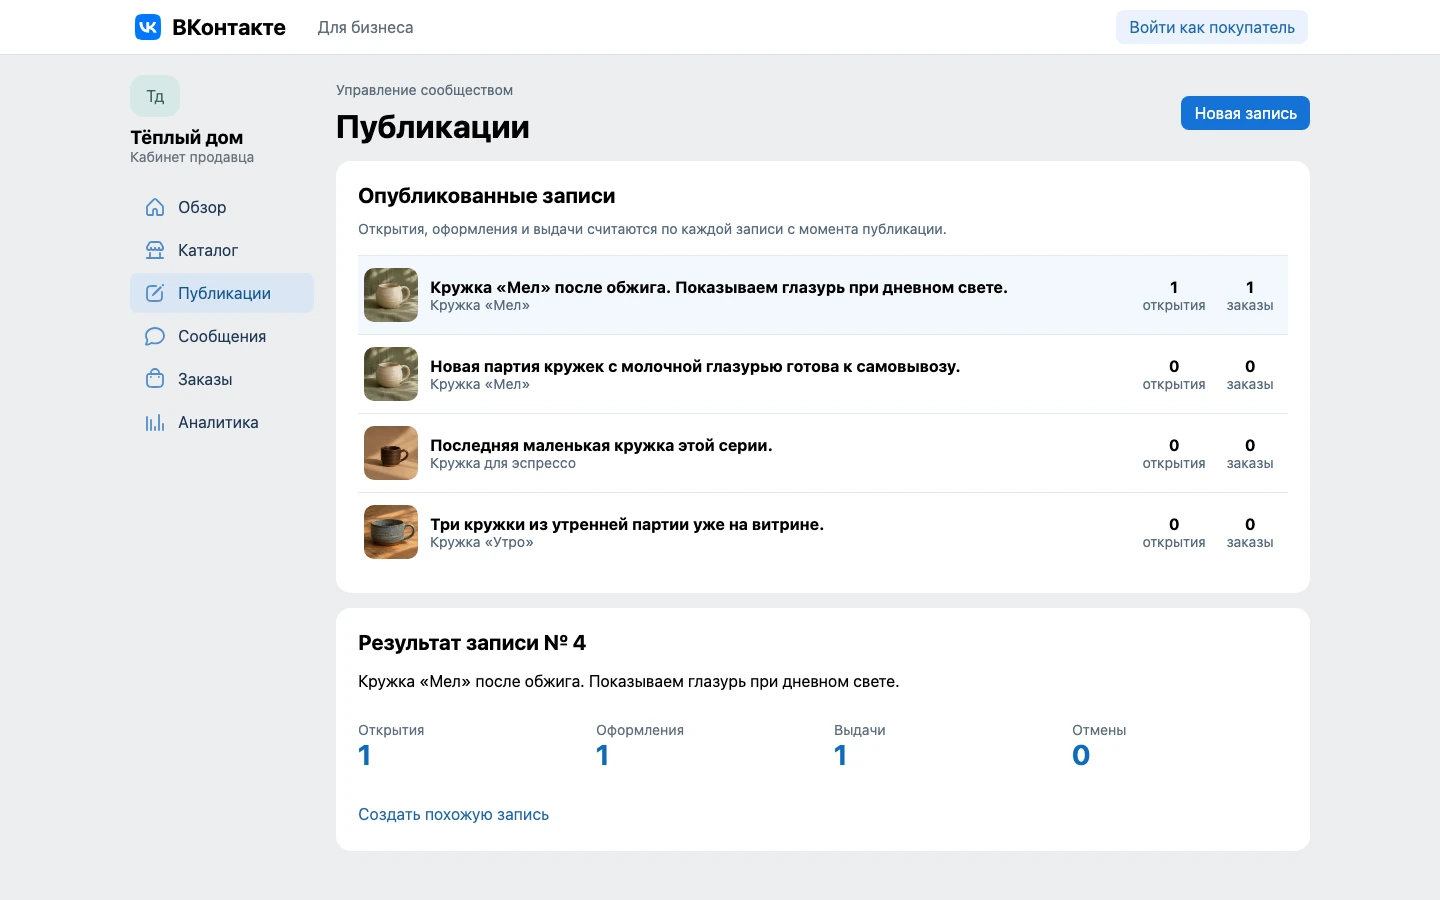 ВКонтакте
Для бизнеса
Войти как покупатель
Тд
Тёплый дом
Кабинет продавца
Обзор
Каталог
Публикации
Сообщения
Заказы
Аналитика
Управление сообществом
Публикации
Новая запись
Опубликованные записи
Открытия, оформления и выдачи считаются по каждой записи с момента публикации.
Кружка «Мел» после обжига. Показываем глазурь при дневном свете.
Кружка «Мел»
1
открытия
1
заказы
Новая партия кружек с молочной глазурью готова к самовывозу.
Кружка «Мел»
0
открытия
0
заказы
Последняя маленькая кружка этой серии.
Кружка для эспрессо
0
открытия
0
заказы
Три кружки из утренней партии уже на витрине.
Кружка «Утро»
0
открытия
0
заказы
Результат записи № 4
Кружка «Мел» после обжига. Показываем глазурь при дневном свете.
Открытия
1
Оформления
1
Выдачи
1
Отмены
0
Создать похожую запись